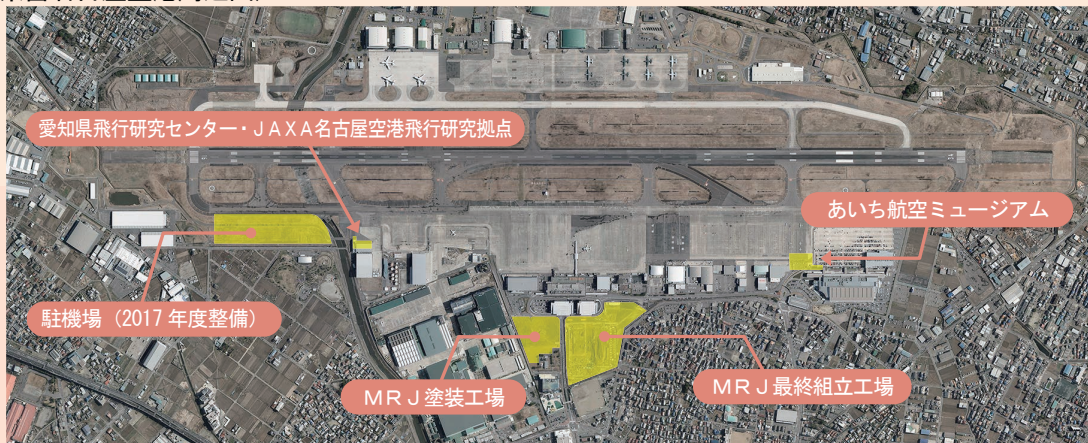 愛知県飛行研究センター・ＪＡＸＡ名古屋空港飛行研究拠点
あいち航空ミュージアム
駐機場（2017 年度整備）
ＭＲＪ塗装工場
ＭＲＪ最終組立工場